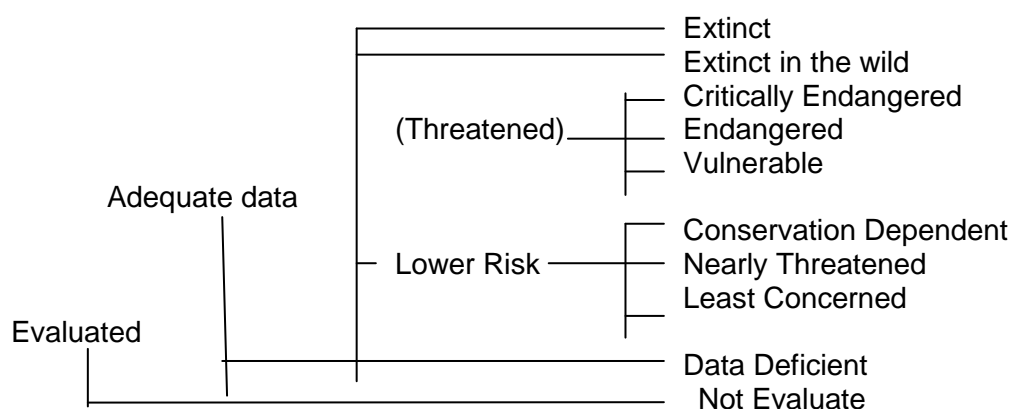 Extinct
Extinct in the wild
Critically Endangered
(Threatened)
Endangered
Vulnerable
Adequate data
Conservation Dependent
Lower Risk
Nearly Threatened
Least Concerned
Evaluated
Data Deficient
Not Evaluate